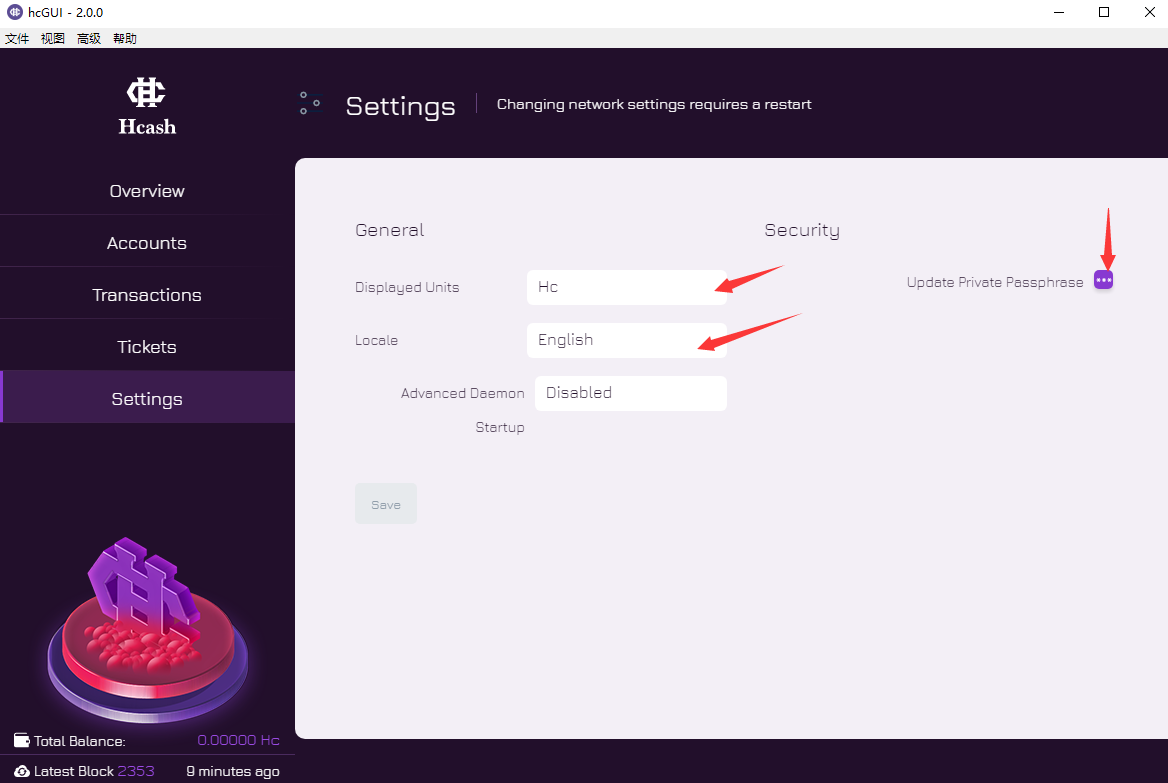 hcGUI - 2.0.0
文件 视图 高级 帮助
Hcash
Settings
Changing network settings requires a restart
Overview
Accounts
Transactions
Tickets
Settings
General
Displayed Units
Hc
Locale
English
Advanced Daemon
Startup
Disabled
Save
Security
Update Private Passphrase
Total Balance: 0.00000 Hc
Latest Block 2353 9 minutes ago